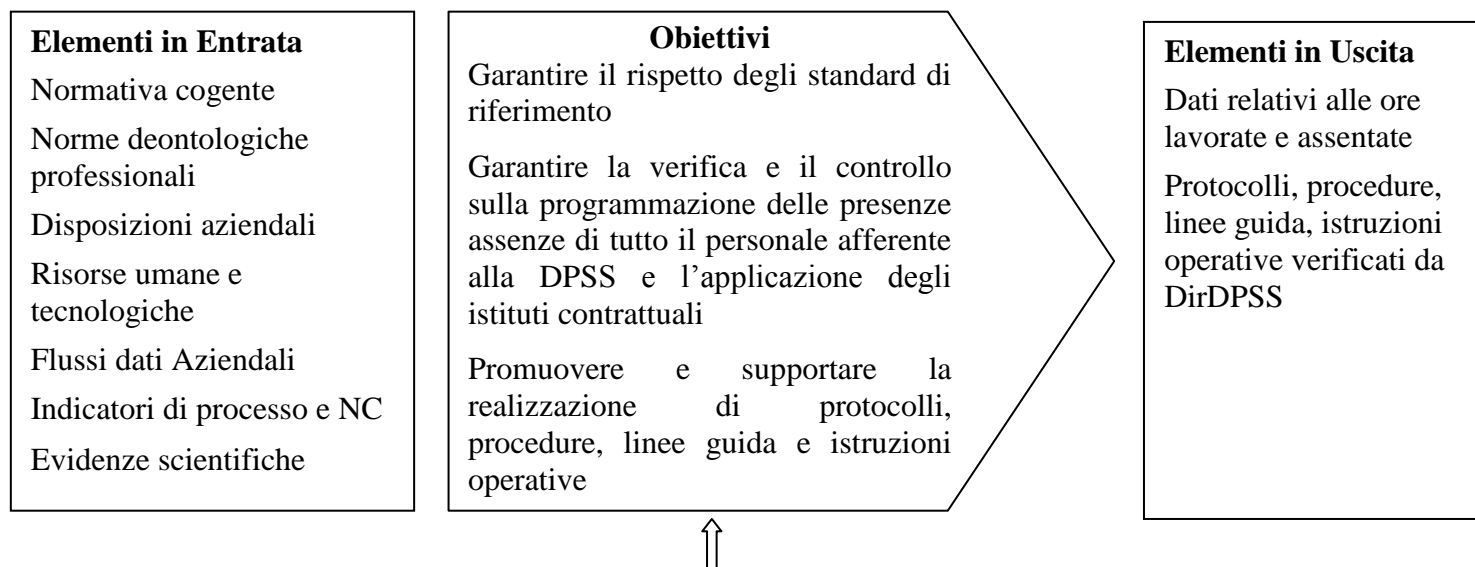 Elementi in Entrata
Normativa cogente
Norme deontologiche
professionali
Disposizioni aziendali
Risorse umane e
tecnologiche
Flussi dati Aziendali
Indicatori di processo e NC
Evidenze scientifiche
Obiettivi
Garantire il rispetto degli standard di
riferimento
Garantire la verifica e il controllo
sulla programmazione delle presenze
assenze di tutto il personale afferente
alla DPSS e l’applicazione degli
istituti contrattuali
Promuovere e supportare la
realizzazione di protocolli,
procedure, linee guida e istruzioni
operative
Elementi in Uscita
Dati relativi alle ore
lavorate e assentate
Protocolli, procedure,
linee guida, istruzioni
operative verificati da
DirDPSS